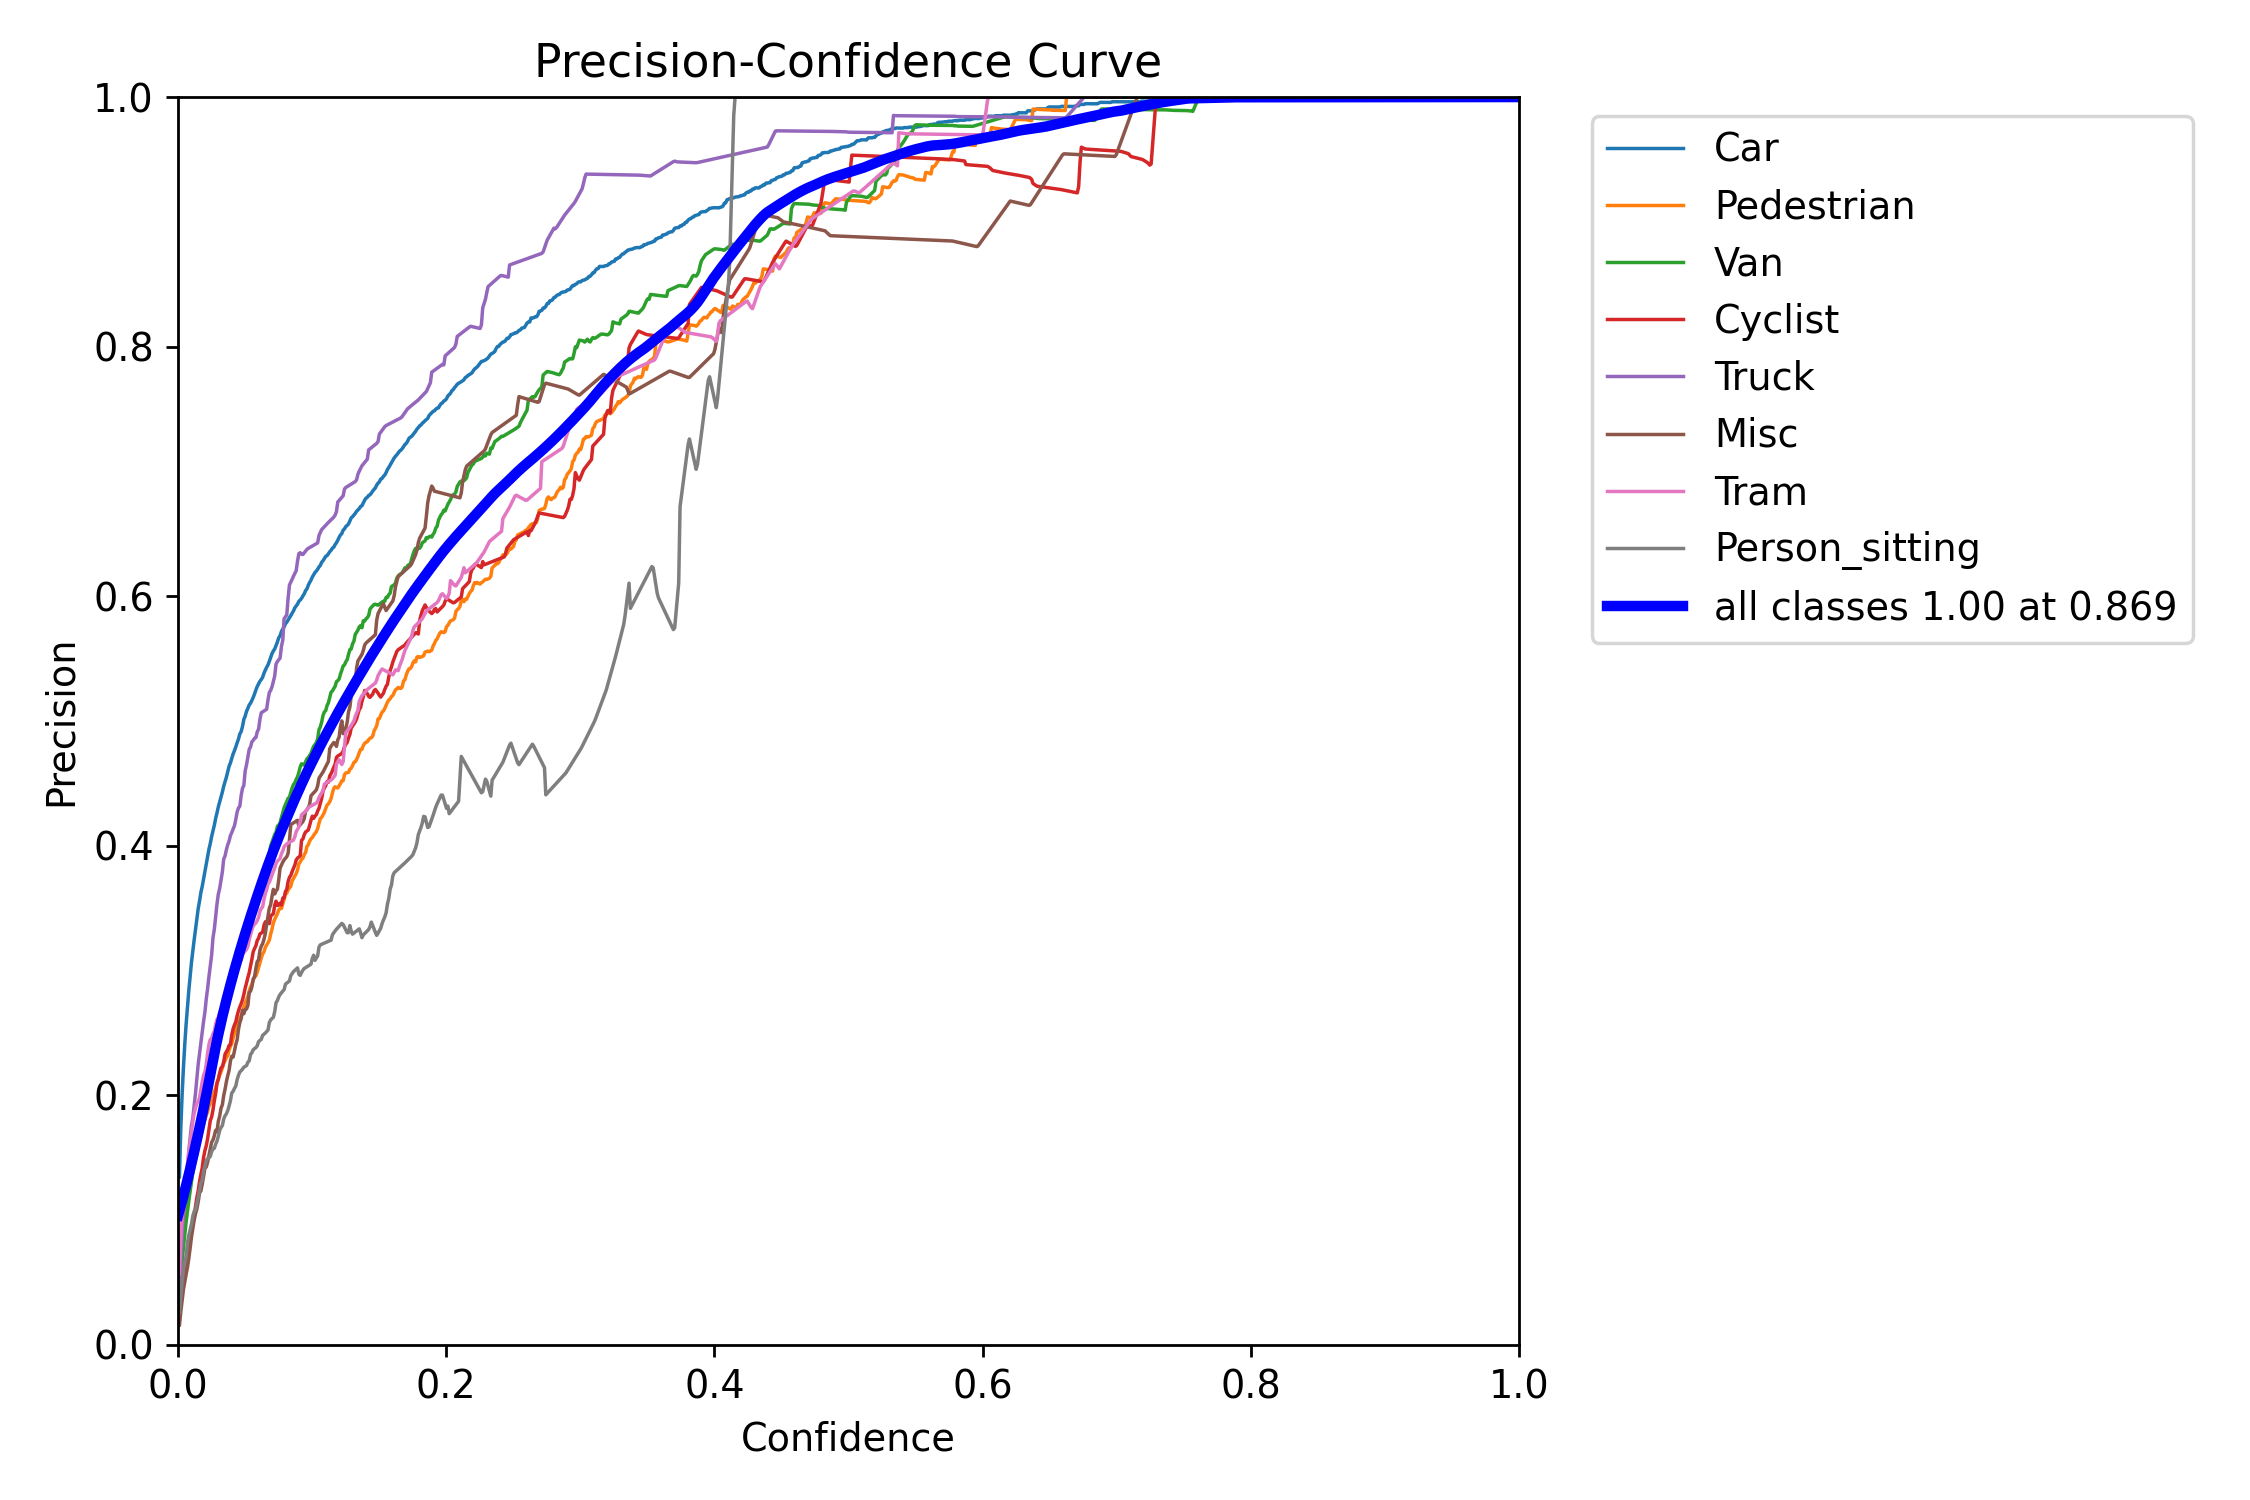 Precision-Confidence Curve
1.0
0.8
0.6
0.4
0.2
0.0
Precision
0.0 0.2 0.4 0.6 0.8 1.0
Confidence
Car
Pedestrian
Van
Cyclist
Truck
Misc
Tram
Person_sitting
all classes 1.00 at 0.869